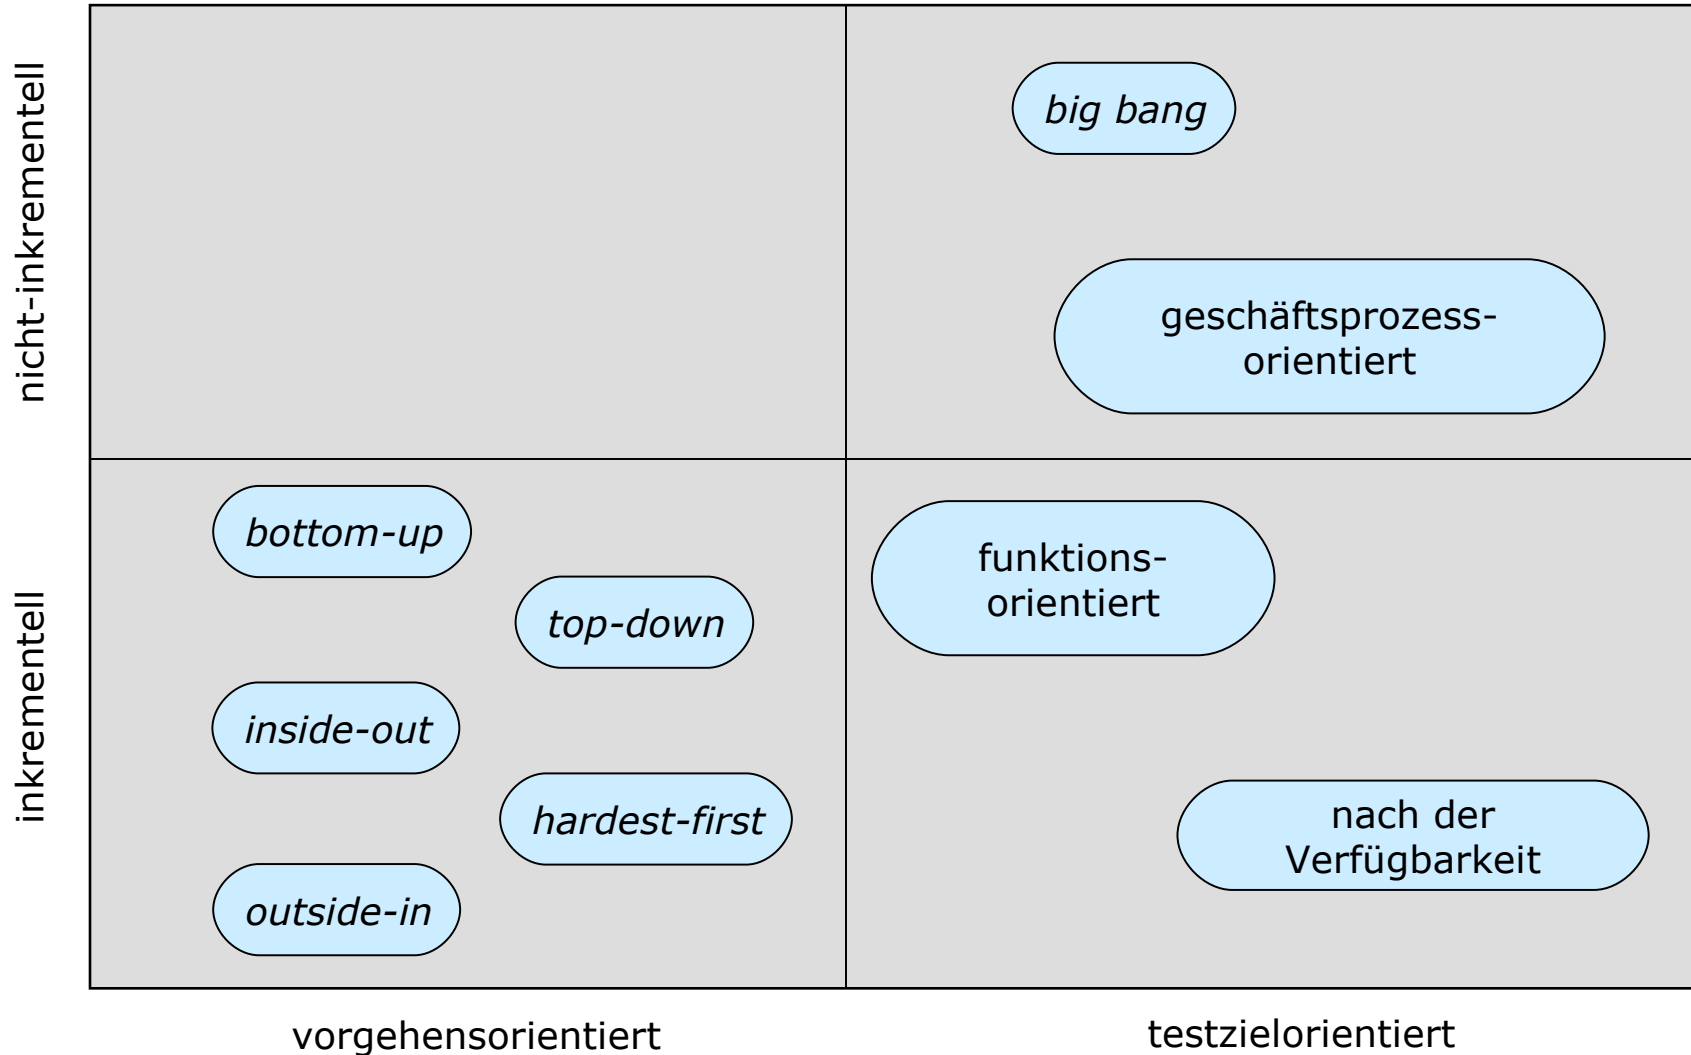 nicht-inkrementell
big bang
geschäftsprozess-
orientiert
inkrementell
bottom-up
top-down
inside-out
hardest-first
outside-in
funktions-
orientiert
nach der
Verfügbarkeit
vorgehensorientiert
testzielorientiert